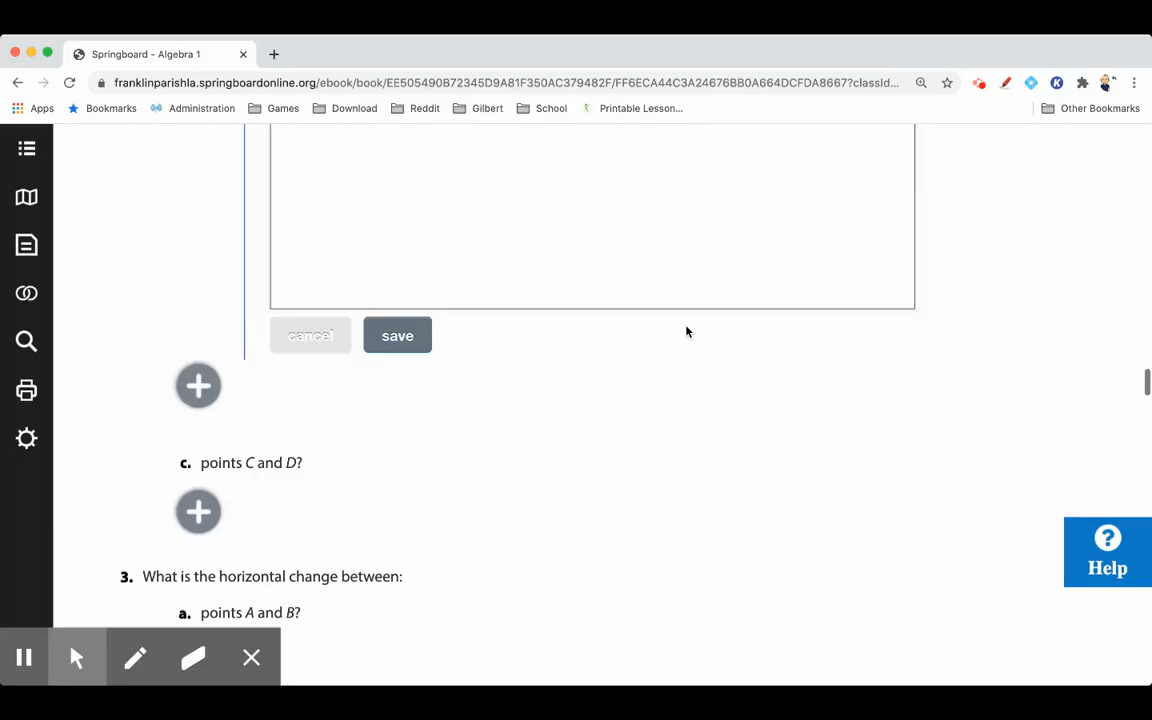 Springboard - Algebra 1
franklinparishla.springboardonline.org/ebook/book/EE505490B72345D9A81F350AC379482F/FF6ECA44C3A24676BB0A664DCFDA8667?classId...
Apps Bookmarks Administration Games Download Reddit Gilbert School Printable Lesson... Other Bookmarks
cancel save
c. points C and D?
? Help
3. What is the horizontal change between:
a. points A and B?